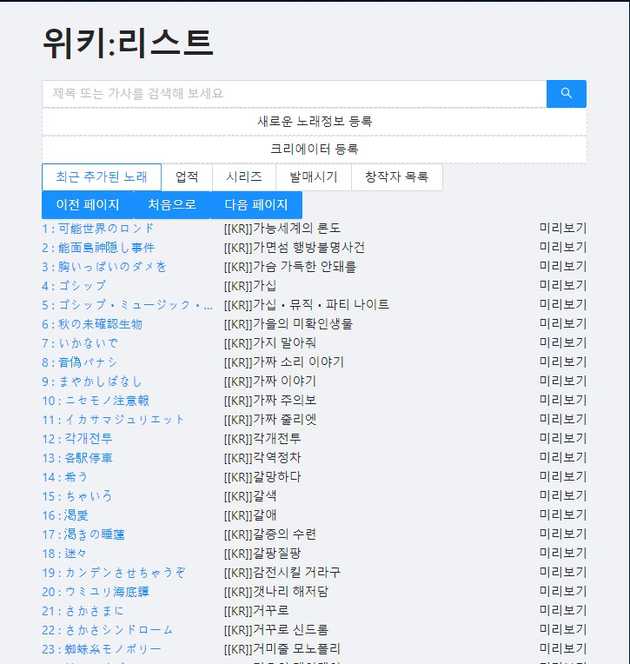 위키:리스트
제목 또는 가사를 검색해 보세요
새로운 노래정보 등록
크리에이터 등록
최근 추가된 노래 업적 시리즈 발매시기 창작자 목록
이전 페이지 처음으로 다음 페이지
1 : 可能世界のロンド [[KR]]가능세계의 론도 미리보기
2 : 能面島神隠し事件 [[KR]]가면섬 행방불명사건 미리보기
3 : 胸いっぱいのダメを [[KR]]가슴 가득한 안돼를 미리보기
4 : ゴシップ [[KR]]가십 미리보기
5 : ゴシップ・ミュージック・... [[KR]]가십・뮤직・파티 나이트 미리보기
6 : 秋の未確認生物 [[KR]]가을의 미확인생물 미리보기
7 : いかないで [[KR]]가지 말아줘 미리보기
8 : 音偽バナシ [[KR]]가짜 소리 이야기 미리보기
9 : まやかしばなし [[KR]]가짜 이야기 미리보기
10 : ニセモノ注意報 [[KR]]가짜 주의보 미리보기
11 : イカサマジュリエット [[KR]]가짜 줄리엣 미리보기
12 : 각개전투 [[KR]]각개전투 미리보기
13 : 各駅停車 [[KR]]각역정차 미리보기
14 : 希う [[KR]]갈망하다 미리보기
15 : ちゃいろ [[KR]]갈색 미리보기
16 : 渇愛 [[KR]]갈애 미리보기
17 : 渇きの睡蓮 [[KR]]갈증의 수련 미리보기
18 : 迷々 [[KR]]갈팡질팡 미리보기
19 : カンデンさせちゃうぞ [[KR]]감전시킬 거라구 미리보기
20 : ウミユリ海底譚 [[KR]]갯나리 해저담 미리보기
21 : さかさまに [[KR]]거꾸로 미리보기
22 : さかさシンドローム [[KR]]거꾸로 신드롬 미리보기
23 : 蜘蛛糸モノポリー [[KR]]거미줄 모노폴리 미리보기